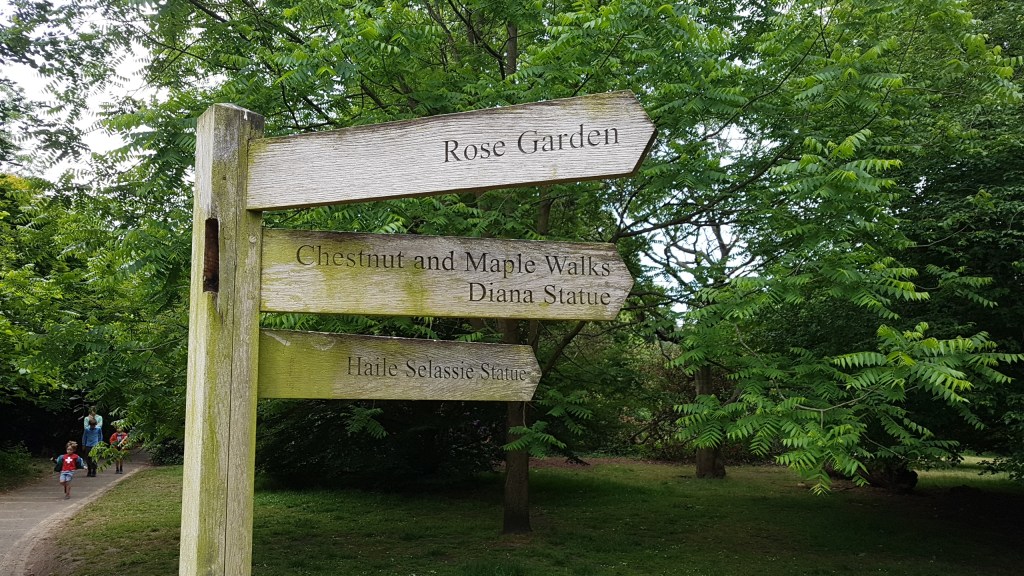 Rose Garden
Chestnut and Maple Walks
Diana Statue
Haile Selassie Statue